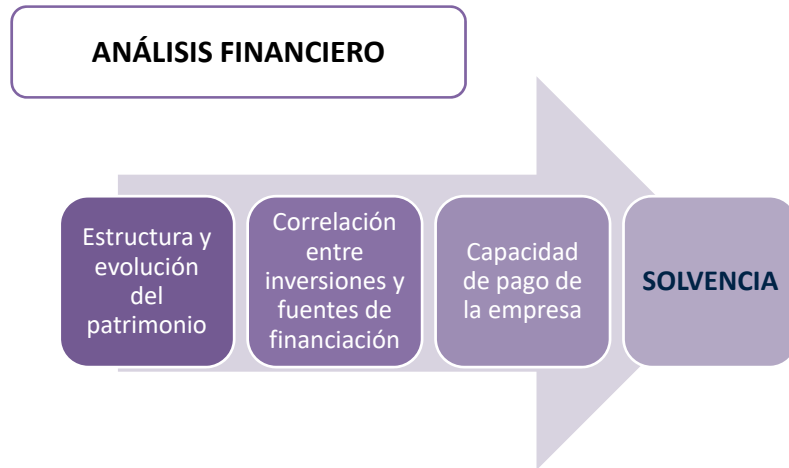 ANÁLISIS FINANCIERO
Estructura y
evolución
del
patrimonio
Correlación
entre
inversiones y
fuentes de
financiación
Capacidad
de pago de
la empresa
SOLVENCIA